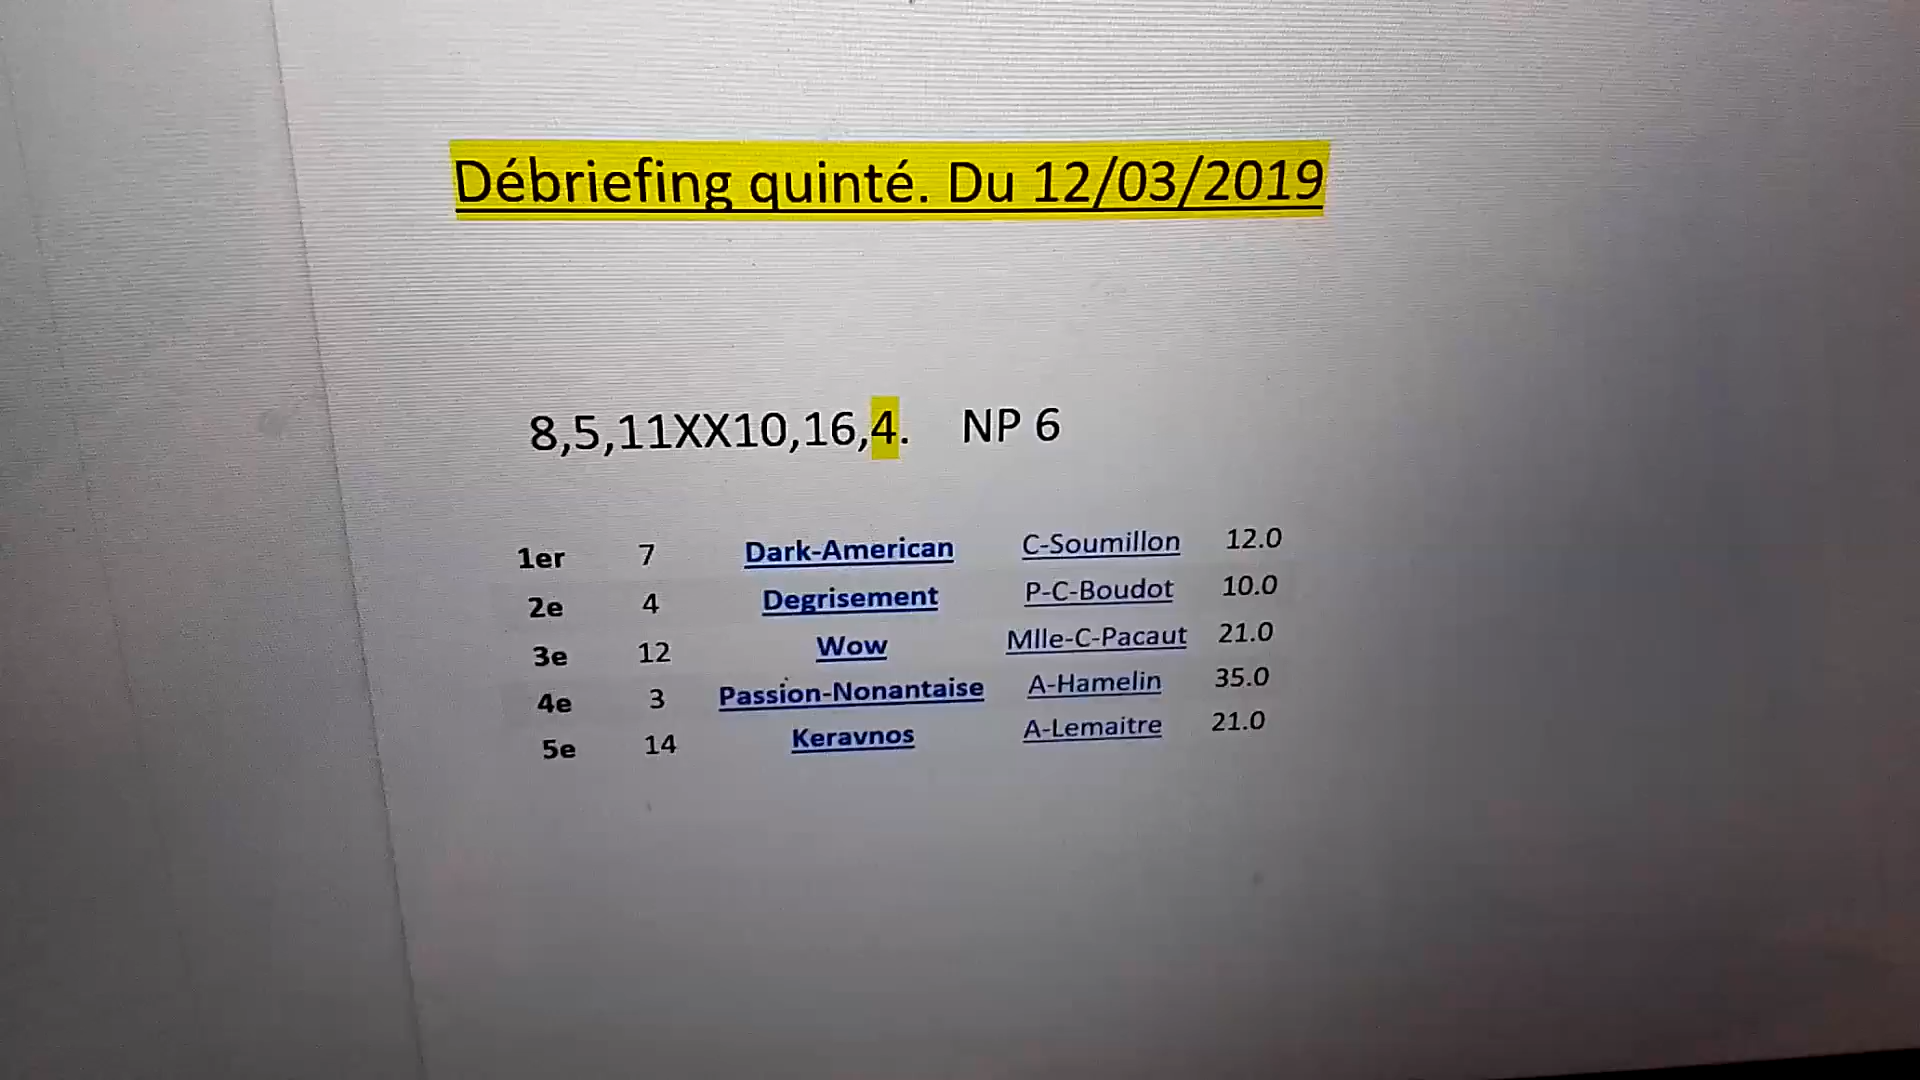 Débriefing quinté. Du 12/03/2019
8,5,11XX10,16,4. NP 6
1er 7 Dark-American C-Soumillon 12.0
2e 4 Degrisement P-C-Boudot 10.0
3e 12 Wow Mlle-C-Pacaut 21.0
4e 3 Passion-Nonantaise A-Hamelin 35.0
5e 14 Keravnos A-Lemaitre 21.0